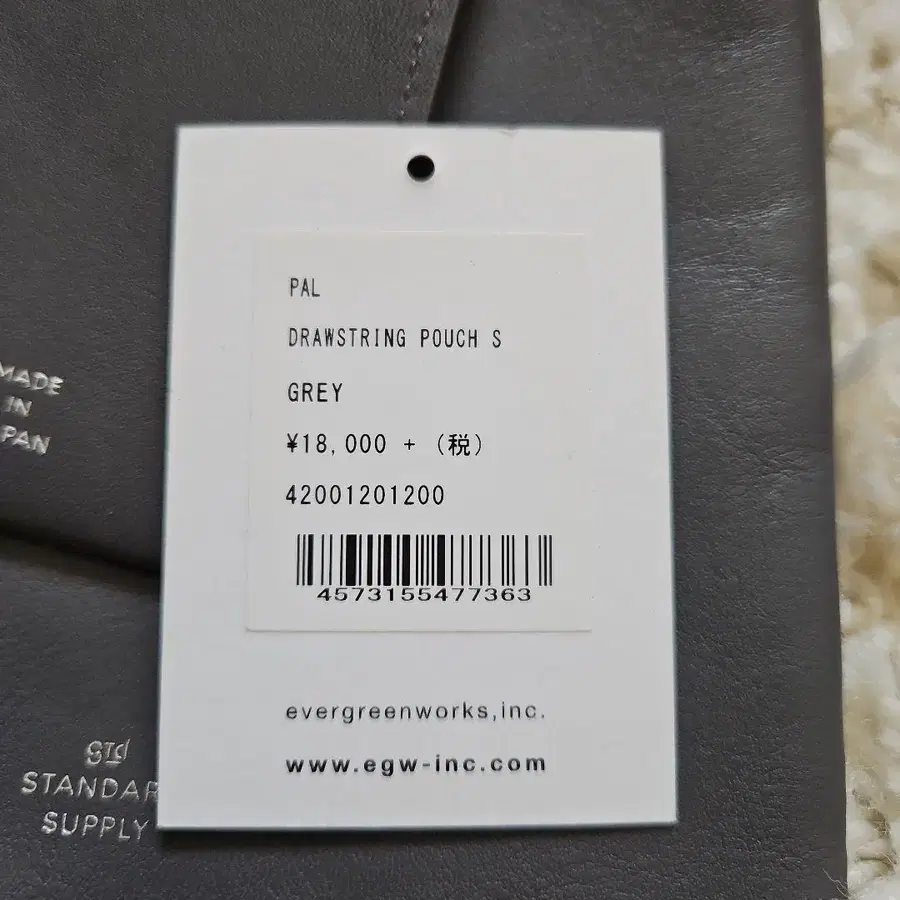 PAL
DRAWSTRING POUCH S
GREY
¥18,000 + (税)
42001201200
4573155477363
evergreenworks,inc.
www.egw-inc.com
MADE
IN
PAN
std
STANDAR
SUPPLY